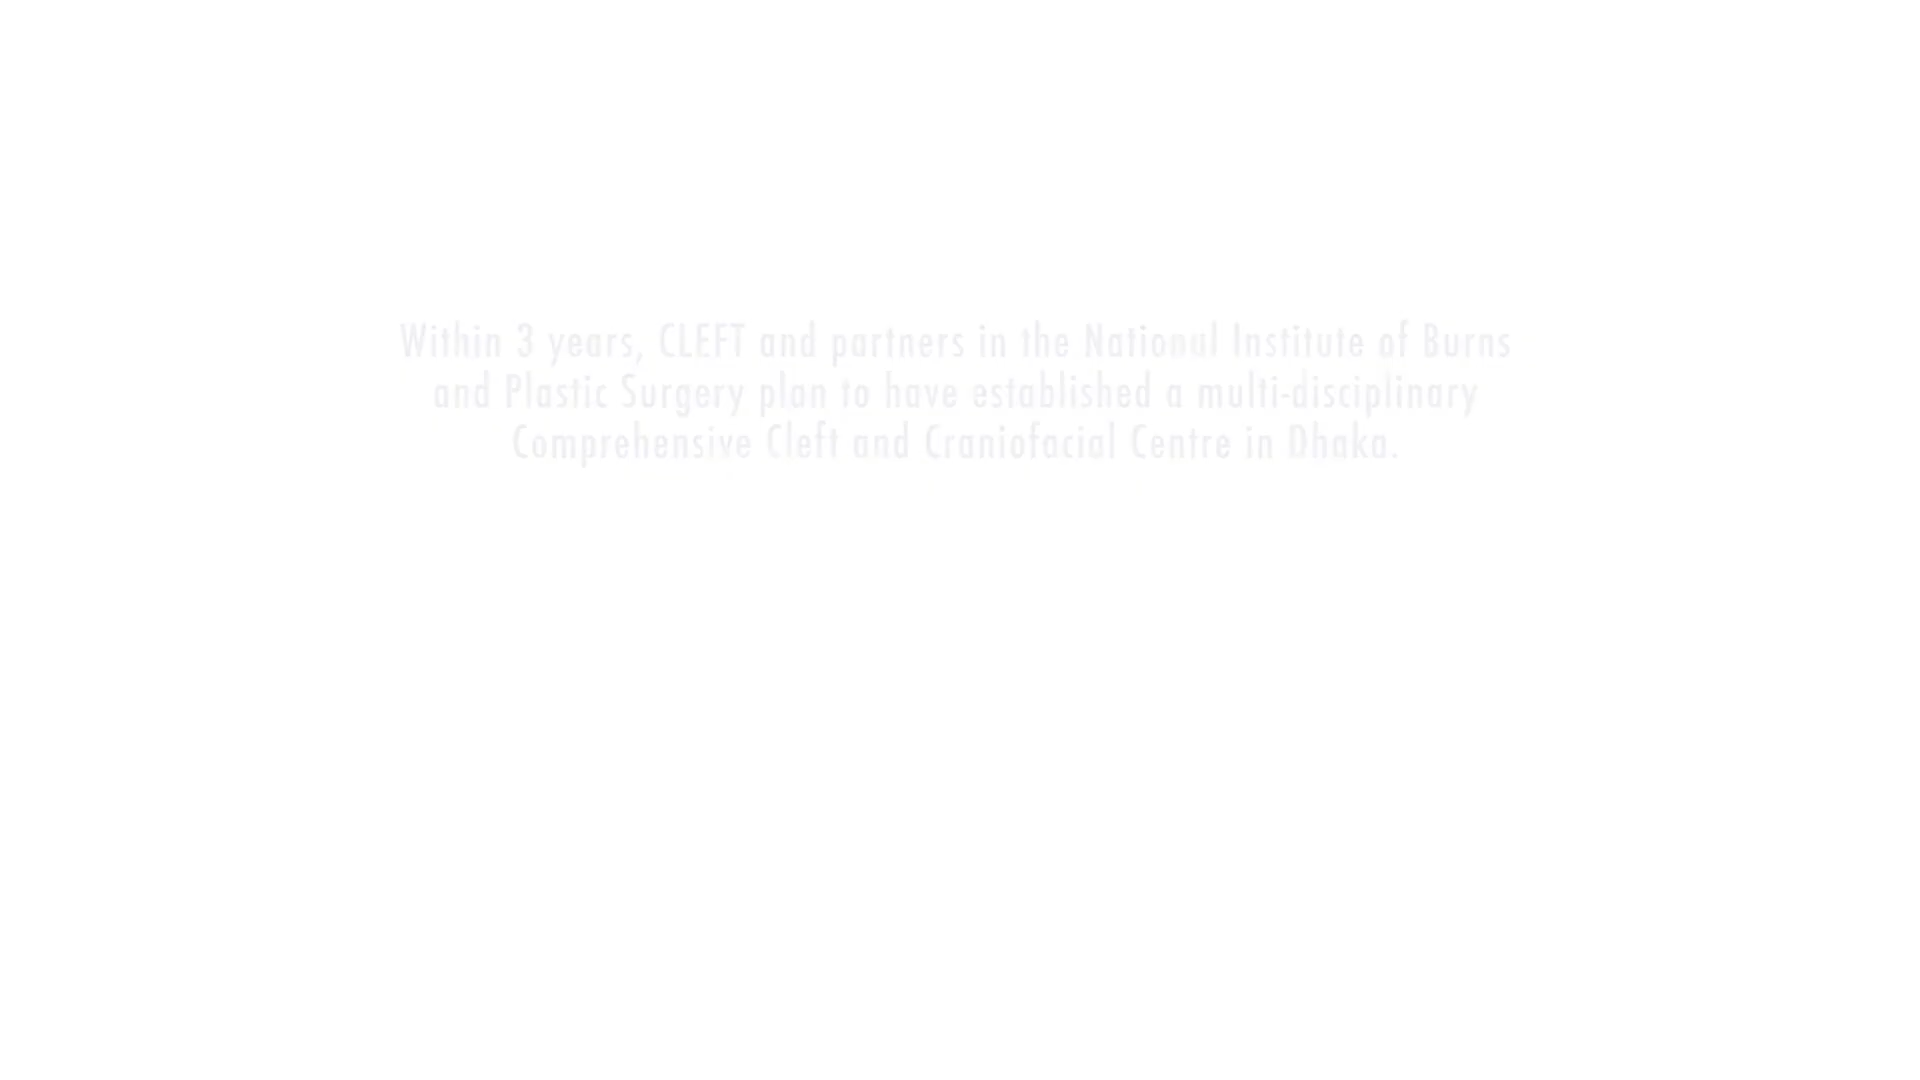 Within 3 years, CLEFT and partners in the National Institute of Burns
and Plastic Surgery plan to have established a multi-disciplinary
Comprehensive Cleft and Craniofacial Centre in Dhaka.